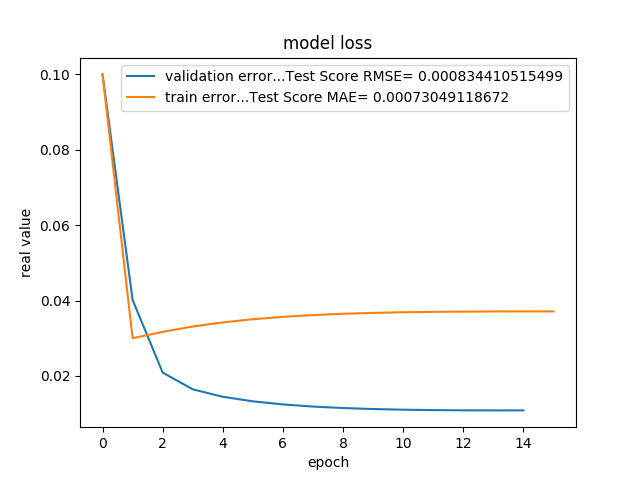 model loss
validation error...Test Score RMSE= 0.000834410515499
train error...Test Score MAE= 0.00073049118672
0.10
0.08
0.06
0.04
0.02
real value
0 2 4 6 8 10 12 14
epoch